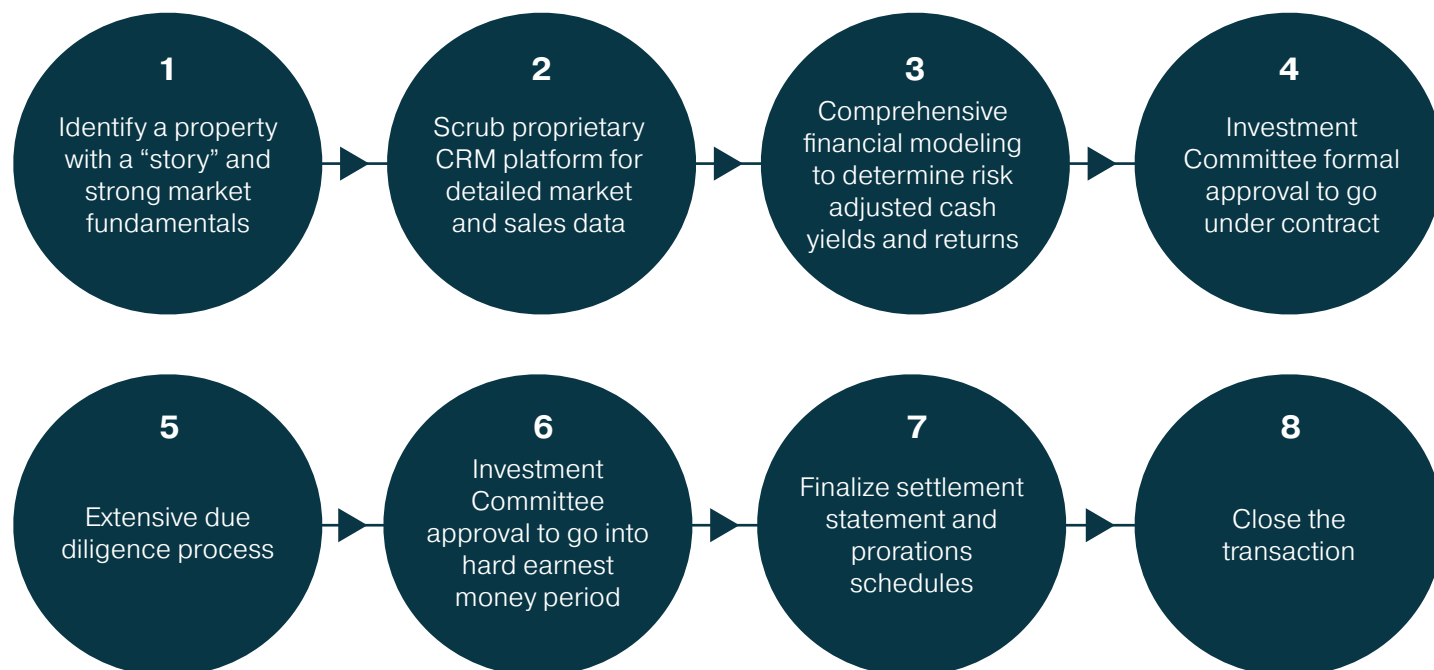 1
Identify a property
with a “story” and
strong market
fundamentals
2
Scrub proprietary
CRM platform for
detailed market
and sales data
3
Comprehensive
financial modeling
to determine risk
adjusted cash
yields and returns
4
Investment
Committee formal
approval to go
under contract
5
Extensive due
diligence process
6
Investment
Committee
approval to go into
hard earnest
money period
7
Finalize settlement
statement and
prorations
schedules
8
Close the
transaction